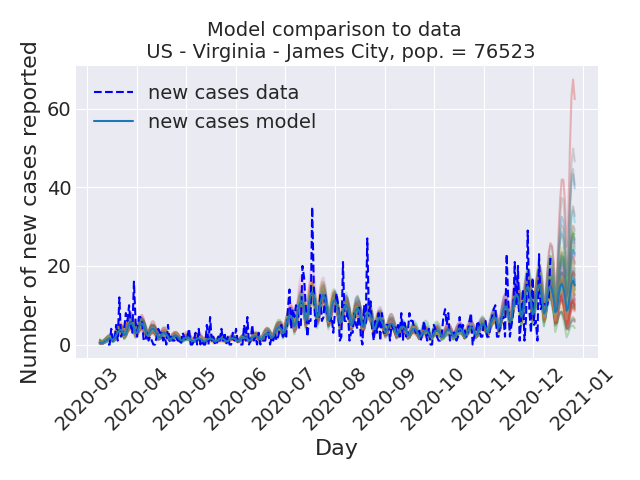 Model comparison to data
US - Virginia - James City, pop. = 76523
Number of new cases reported
60
40
20
0
new cases data
new cases model
2020-03
2020-04
2020-05
2020-06
2020-07
2020-08
2020-09
2020-10
2020-11
2020-12
2021-01
Day